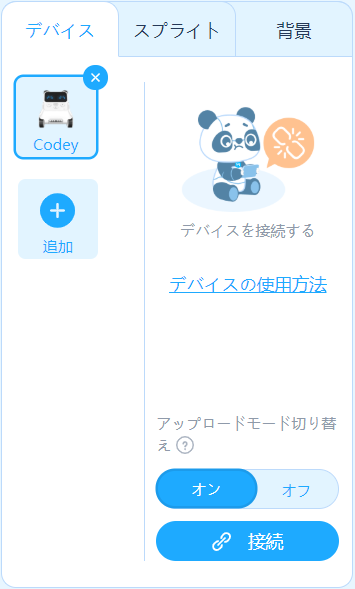 デバイス
スプライト
背景
Codey
追加
デバイスを接続する
デバイスの使用方法
アップロードモード切り替
え ?
オン
オフ
接続